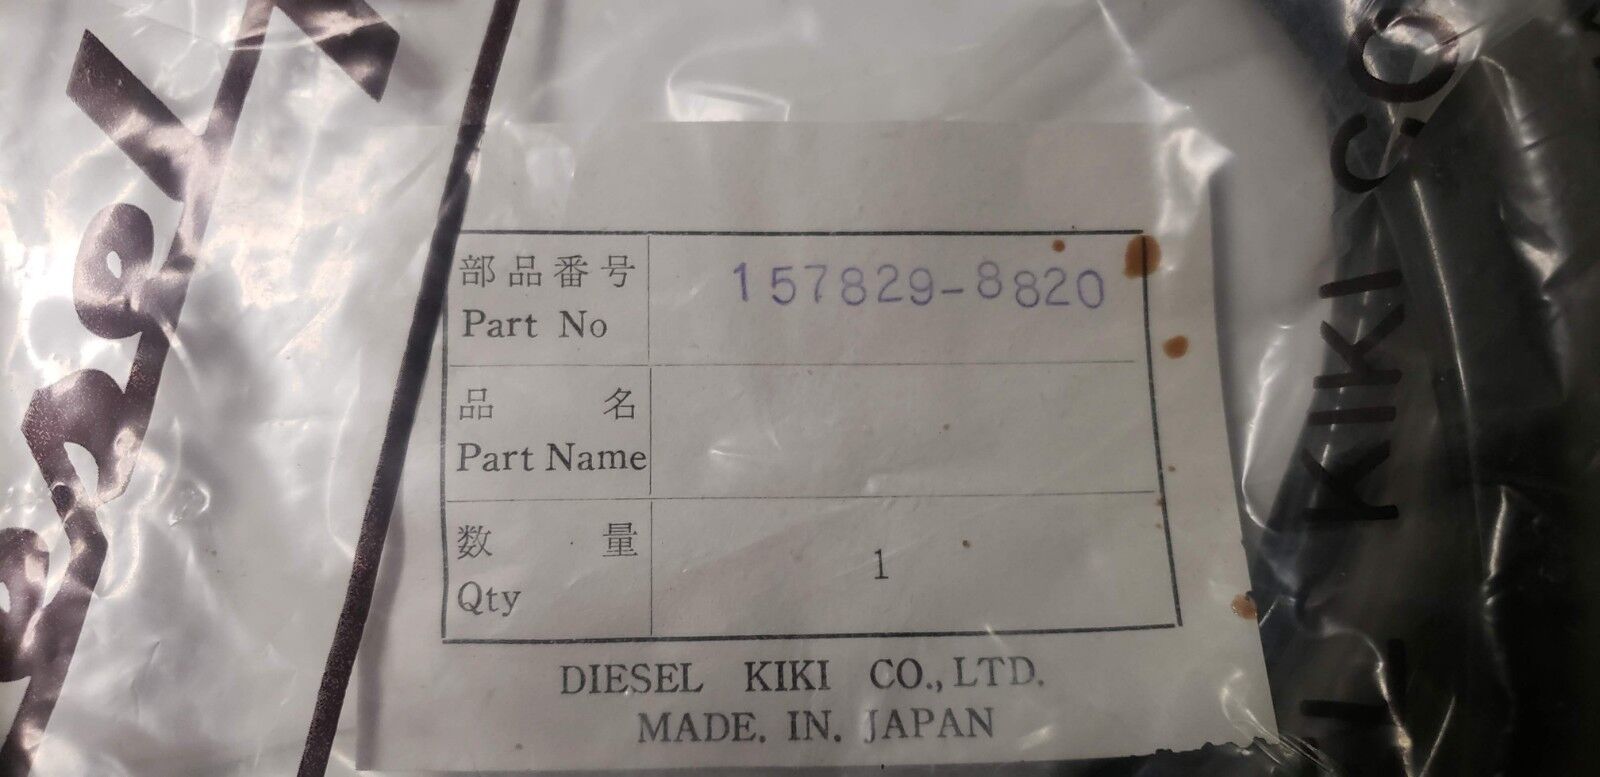 部品番号
Part No
157829-8820
品名
Part Name
数量
Qty
1
DIESEL KIKI CO., LTD.
MADE. IN. JAPAN
KIKI CO